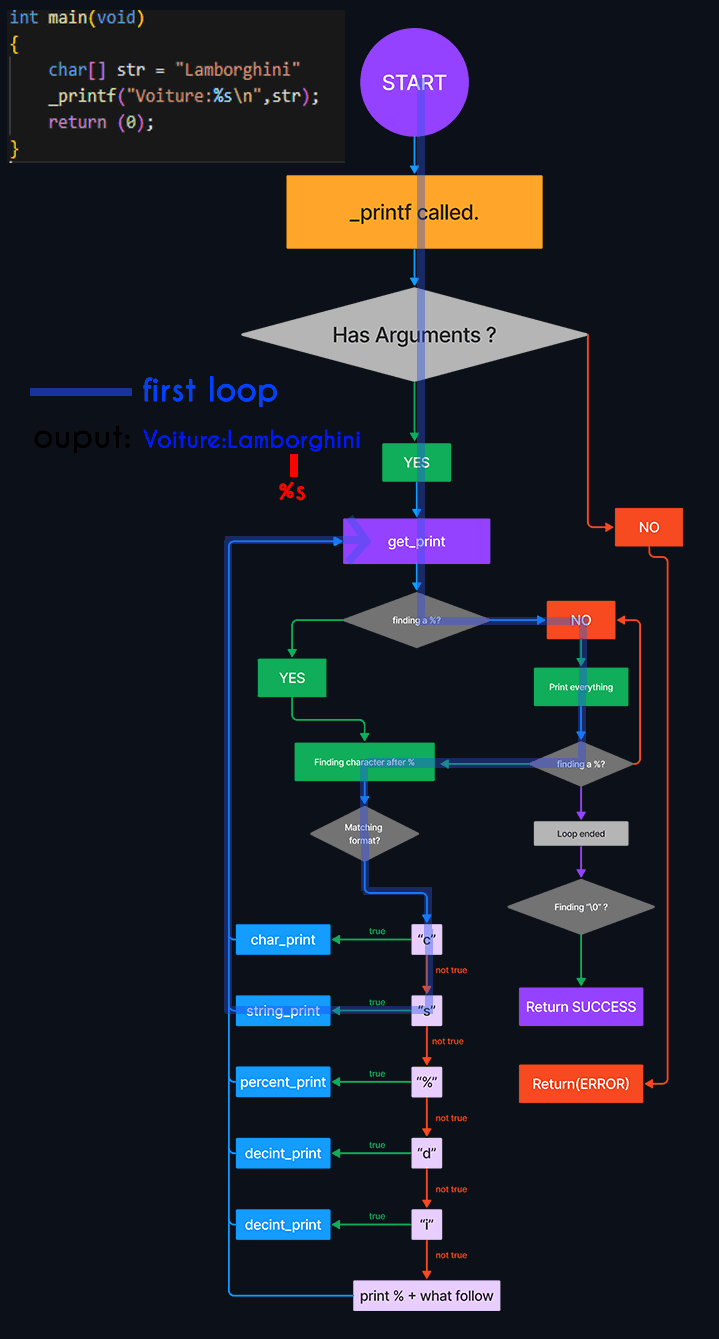 int main(void)
{
char[] str = "Lamborghini"
_printf("Voiture:%s\n",str);
return (0);
}
START
_printf called.
Has Arguments ?
first loop
ouput: Voiture:Lamborghini
%s
YES
NO
get_print
finding a %?
NO
YES
Print everything
Finding character after %
finding a %?
Matching
format?
Loop ended
Finding "\0" ?
char_print
true
"c"
not true
string_print
true
"s"
Return SUCCESS
not true
percent_print
true
"%"
Return(ERROR)
not true
decint_print
true
"d"
not true
decint_print
true
"i"
not true
print % + what follow